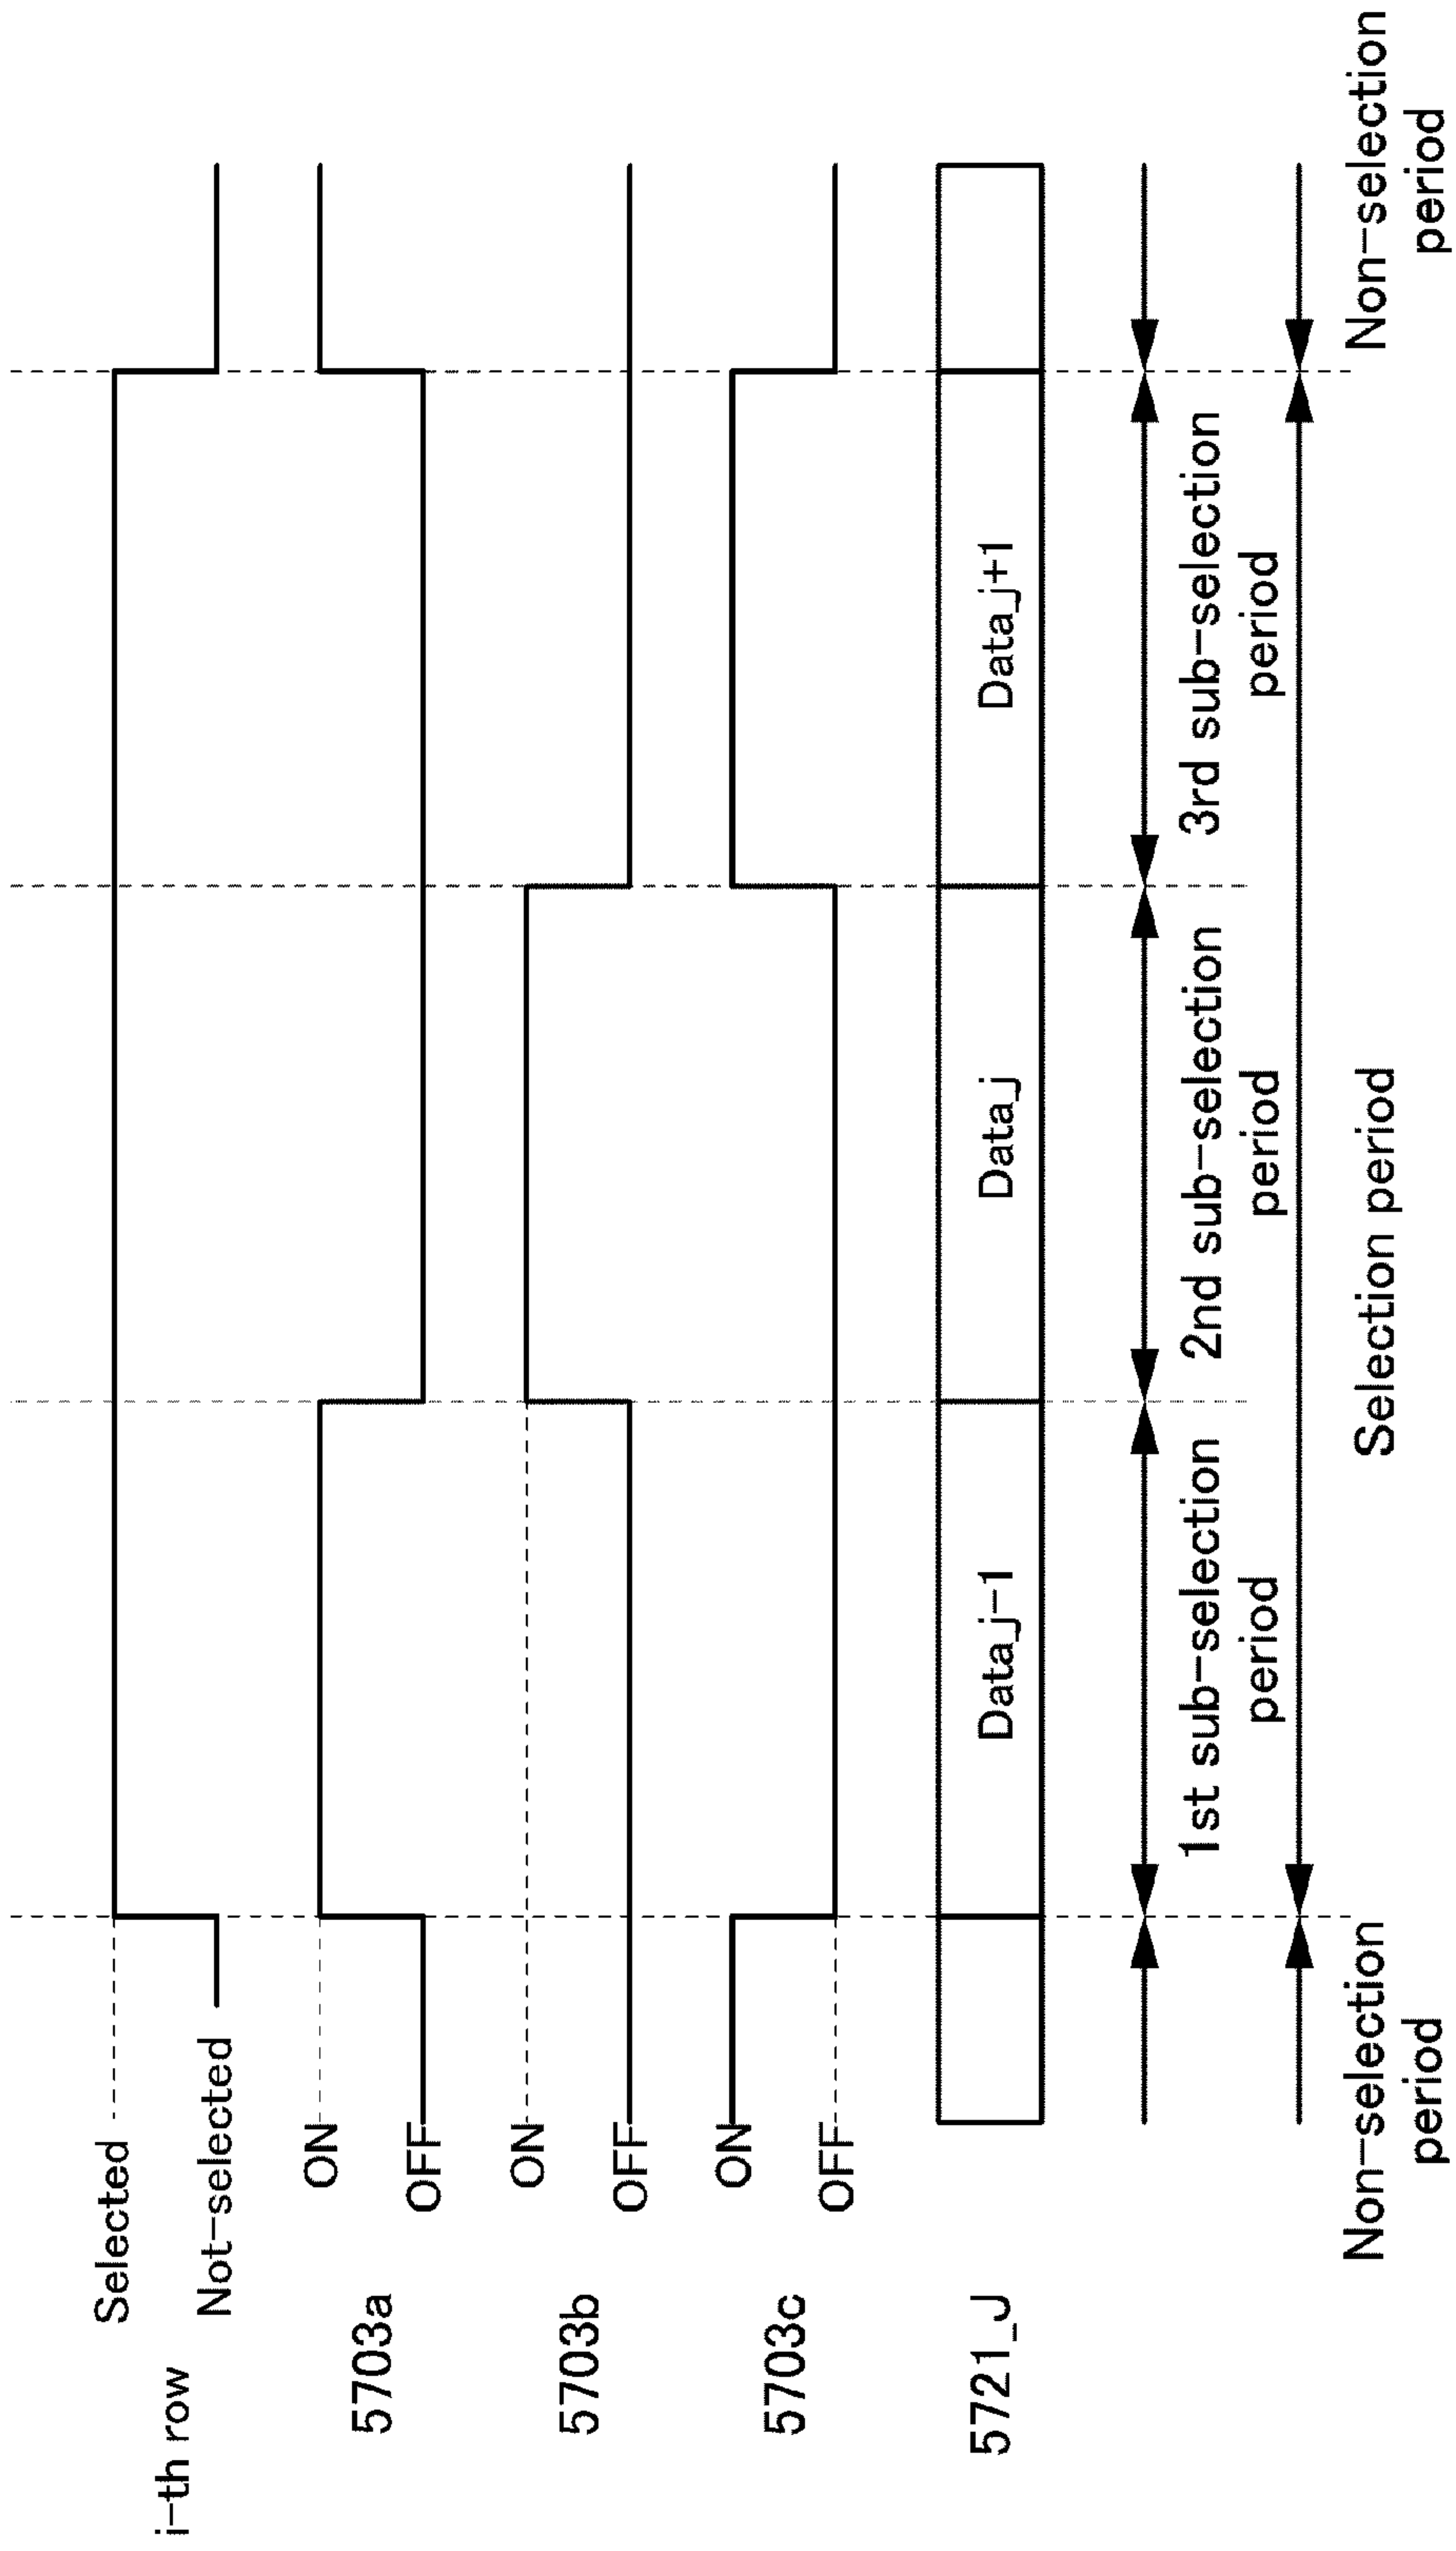 Selected
i-th row
Not-selected
ON
5703a
OFF
ON
5703b
OFF
ON
5703c
OFF
5721_J
Data_j-1
Data_j
Data_j+1
1st sub-selection
period
2nd sub-selection
period
3rd sub-selection
period
Non-selection
period
Selection period
Non-selection
period